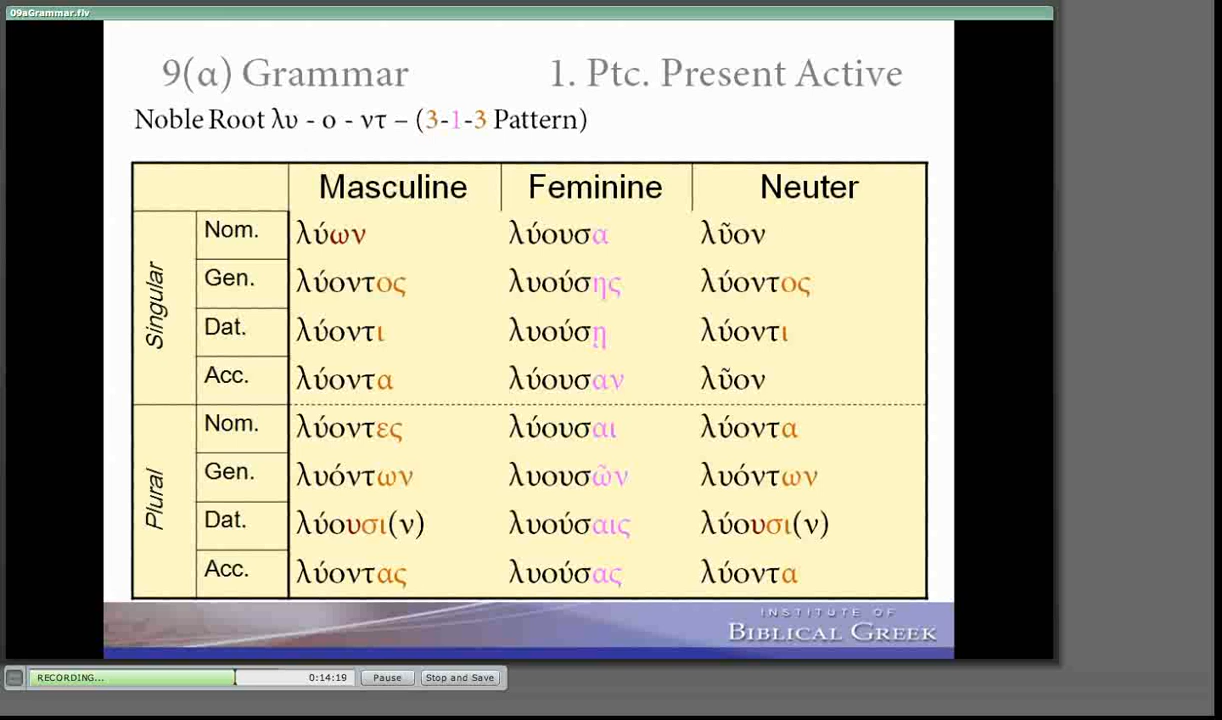 09aGrammar.flv
9(α) Grammar 1. Ptc. Present Active
Noble Root λυ - ο - ντ – (3-1-3 Pattern)
Masculine Feminine Neuter
Singular
Nom. λύων λύουσα λῦον
Gen. λύοντος λυούσης λύοντος
Dat. λύοντι λυούσῃ λύοντι
Acc. λύοντα λύουσαν λῦον
Plural
Nom. λύοντες λύουσαι λύοντα
Gen. λυόντων λυουσῶν λυόντων
Dat. λύουσι(ν) λυούσαις λύουσι(ν)
Acc. λύοντας λυούσας λύοντα
INSTITUTE OF
BIBLICAL GREEK
RECORDING... 0:14:19 Pause Stop and Save